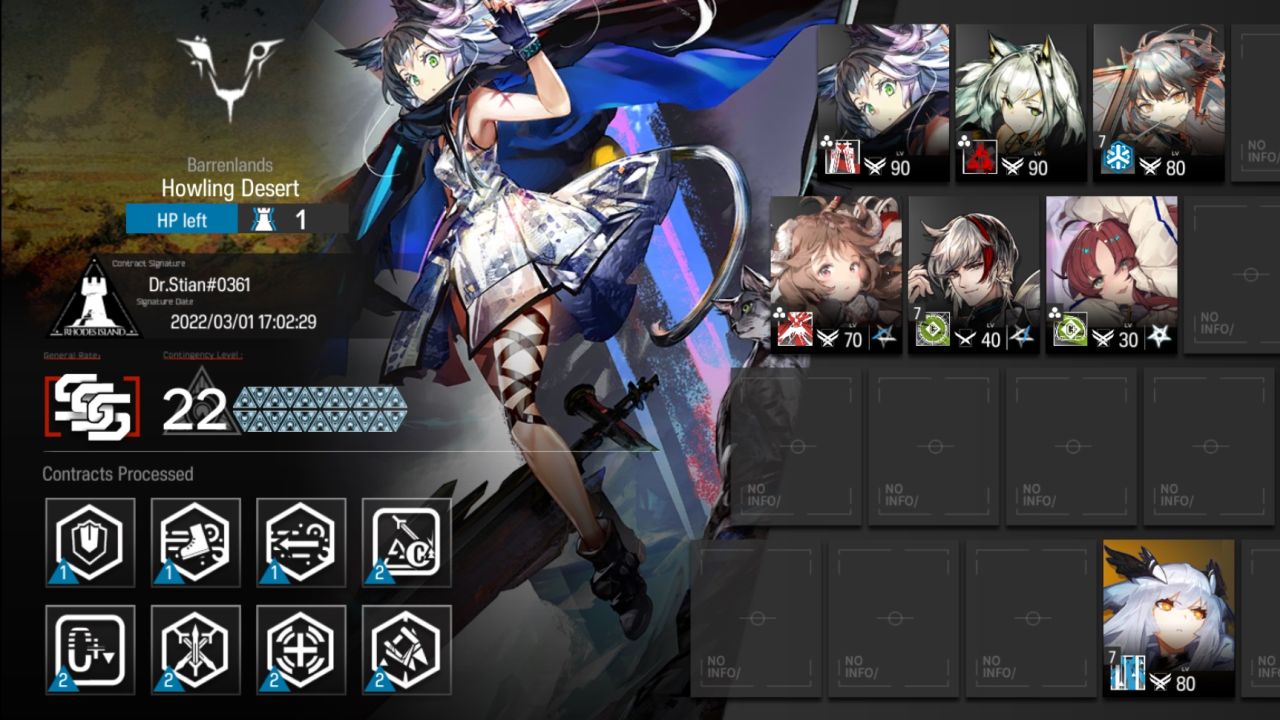 Barrenlands
Howling Desert
HP left 1
Contract Signature
Dr.Stian#0361
Signature Date
2022/03/01 17:02:29
RHODES ISLAND
General Rate:
Contingency Level:
SSS
22
Contracts Processed
1 1 1 2
2 2 2 2
LV 90
LV 90
7 LV 80
NO INFO/
LV 70
7 LV 40
LV 30
NO INFO/
NO INFO/
NO INFO/
NO INFO/
NO INFO/
NO INFO/
NO INFO/
NO INFO/
7 LV 80
NO INFO/